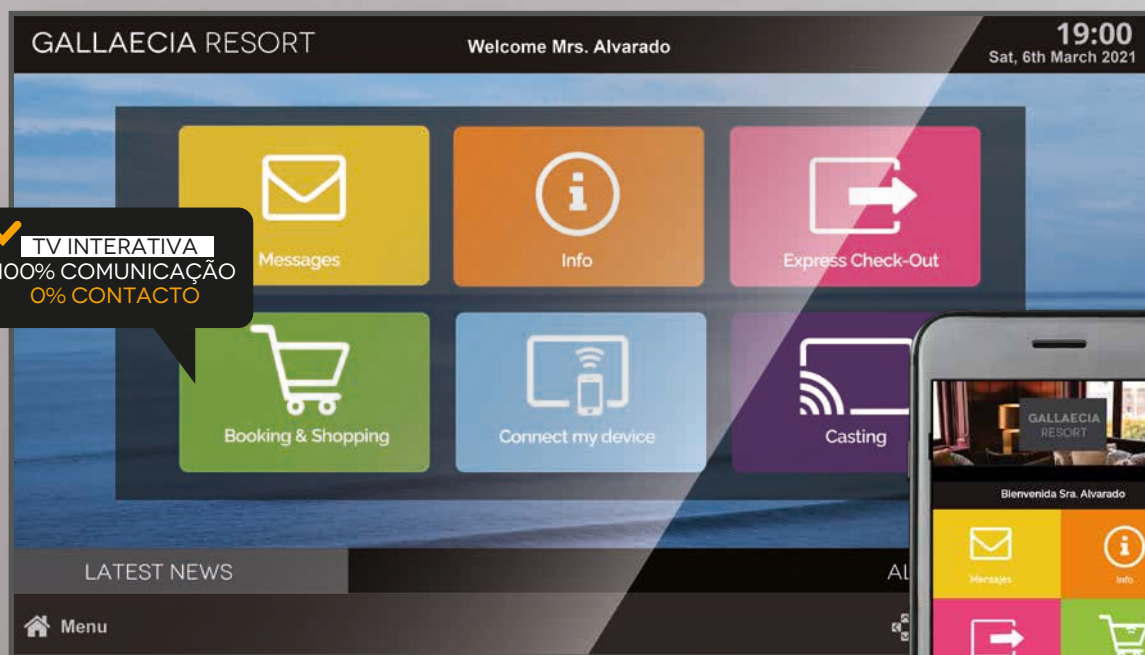 GALLAECIA RESORT
Welcome Mrs. Alvarado
19:00
Sat, 6th March 2021
Messages
Info
Express Check-Out
TV INTERATIVA
100% COMUNICAÇÃO
0% CONTACTO
Booking & Shopping
Connect my device
Casting
GALLAECIA
RESORT
Bienvenida Sra. Alvarado
Mensajes
Info
LATEST NEWS
Menu